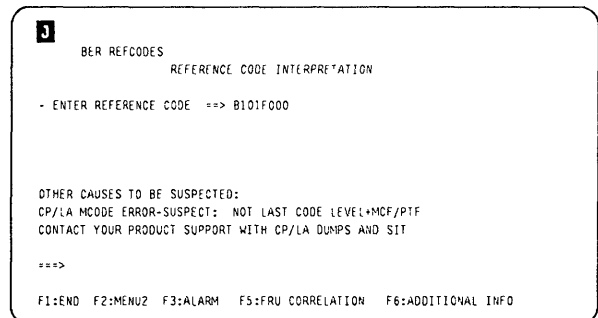 J
BER REFCODES
REFERENCE CODE INTERPRETATION
- ENTER REFERENCE CODE ==> B101F000
OTHER CAUSES TO BE SUSPECTED:
CP/LA MCODE ERROR-SUSPECT: NOT LAST CODE LEVEL+MCF/PTF
CONTACT YOUR PRODUCT SUPPORT WITH CP/LA DUMPS AND SIT
===>
F1:END F2:MENU2 F3:ALARM F5:FRU CORRELATION F6:ADDITIONAL INFO